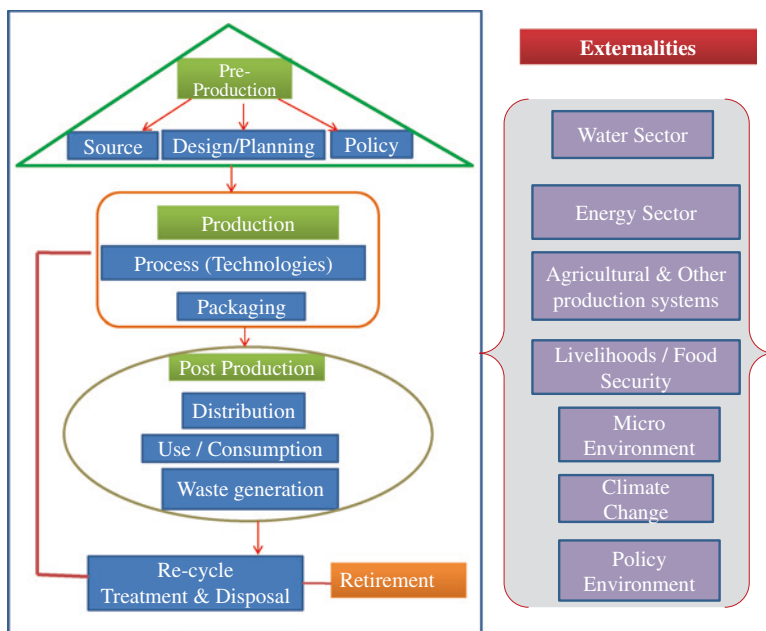 Pre-
Production
Source
Design/Planning
Policy
Production
Process (Technologies)
Packaging
Post Production
Distribution
Use / Consumption
Waste generation
Re-cycle
Treatment & Disposal
Retirement
Externalities
Water Sector
Energy Sector
Agricultural & Other
production systems
Livelihoods / Food
Security
Micro
Environment
Climate
Change
Policy
Environment